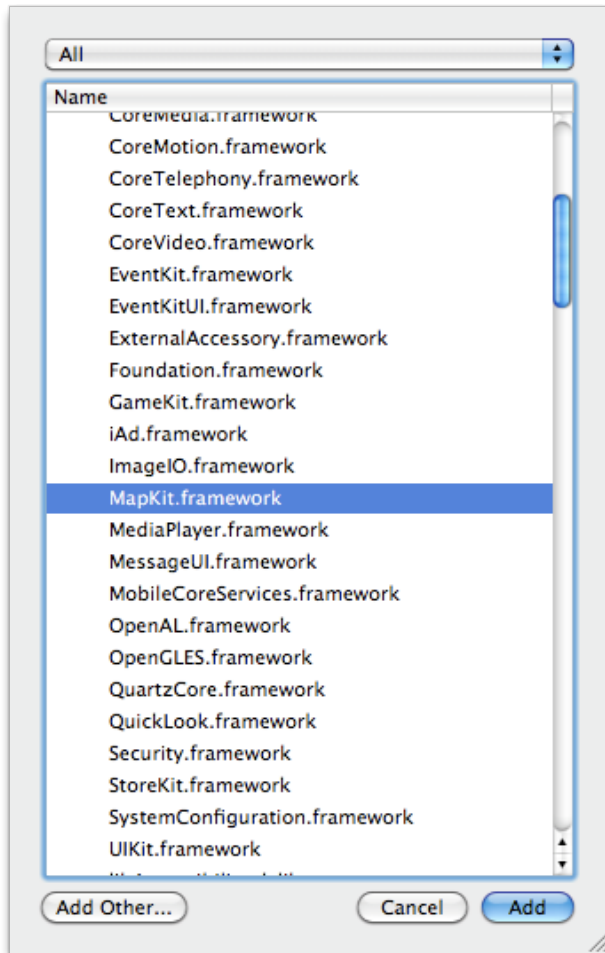 All
Name
CoreMedia.framework
CoreMotion.framework
CoreTelephony.framework
CoreText.framework
CoreVideo.framework
EventKit.framework
EventKitUI.framework
ExternalAccessory.framework
Foundation.framework
GameKit.framework
iAd.framework
ImageIO.framework
MapKit.framework
MediaPlayer.framework
MessageUI.framework
MobileCoreServices.framework
OpenAL.framework
OpenGLES.framework
QuartzCore.framework
QuickLook.framework
Security.framework
StoreKit.framework
SystemConfiguration.framework
UIKit.framework
Add Other... Cancel Add